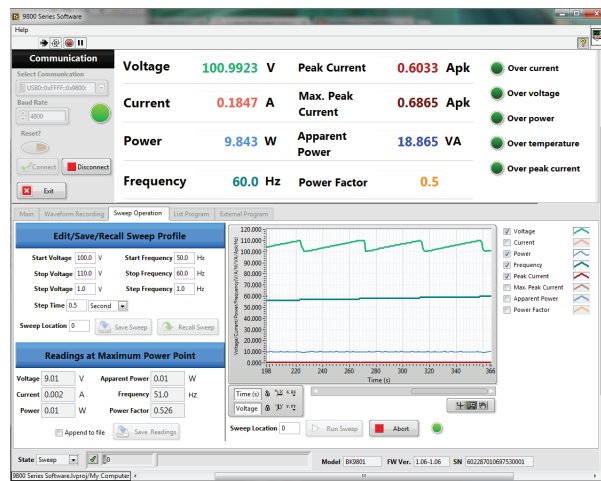 9800 Series Software
Help
Communication
Select Communication
USB0::0xFFFF::0x9800:
Baud Rate
4800
Reset?
Connect
Disconnect
Exit
Voltage 100.9923 V
Current 0.1847 A
Power 9.843 W
Frequency 60.0 Hz
Peak Current 0.6033 Apk
Max. Peak Current 0.6865 Apk
Apparent Power 18.865 VA
Power Factor 0.5
Over current
Over voltage
Over power
Over temperature
Over peak current
Main Waveform Recording Sweep Operation List Program External Program
Edit/Save/Recall Sweep Profile
Start Voltage 100.0 V Start Frequency 50.0 Hz
Stop Voltage 110.0 V Stop Frequency 60.0 Hz
Step Voltage 1.0 V Step Frequency 1.0 Hz
Step Time 0.5 Second
Sweep Location 0 Save Sweep Recall Sweep
Readings at Maximum Power Point
Voltage 9.01 V Apparent Power 0.01 W
Current 0.002 A Frequency 51.0 Hz
Power 0.01 W Power Factor 0.526
Append to file Save Readings
Voltage/Current/Power/Frequency
120.000
110.000
100.000
90.000
80.000
70.000
60.000
50.000
40.000
30.000
20.000
10.000
0.000
198 220 240 260 280 300 320 340 366
Time (s)
Voltage
Current
Power
Frequency
Peak Current
Max. Peak Current
Apparent Power
Power Factor
Time (s)
Voltage
Sweep Location 0 Run Sweep Abort
State Sweep 0
Model BK9801 FW Ver. 1.06-1.06 SN 602287010697530001
9800 Series Software.lvproj/My Computer